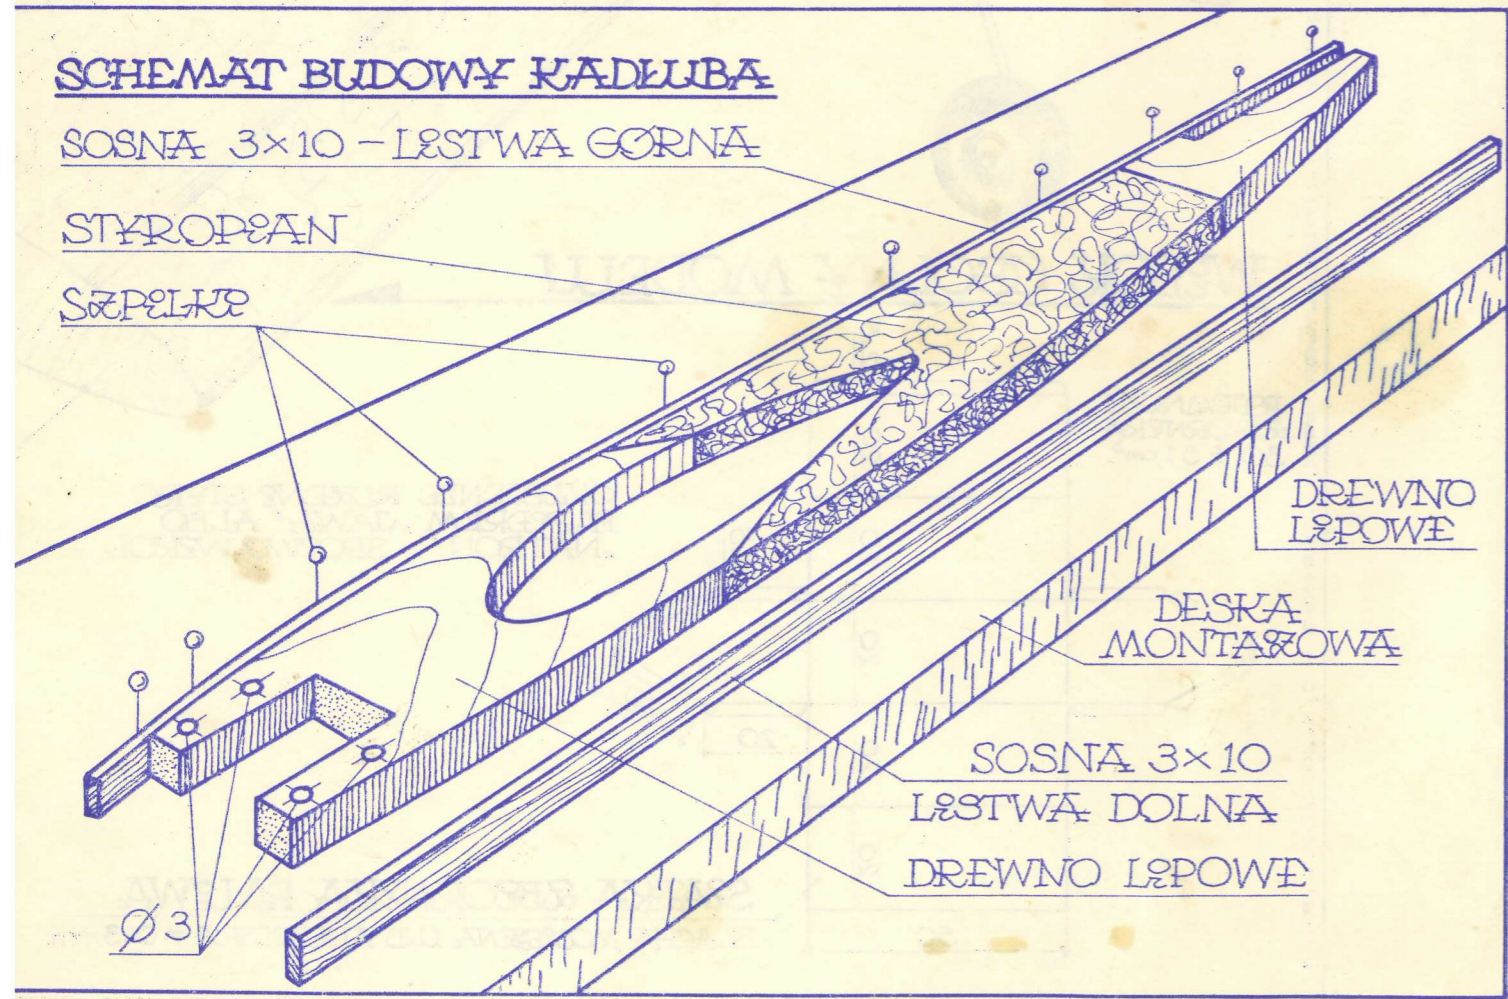 SCHEMAT BUDOWY KADŁUBA
SOSNA 3×10 – LISTWA GÓRNA
STYROPIAN
SZPILKI
DREWNO
LIPOWE
DESKA
MONTAŻOWA
SOSNA 3×10
LISTWA DOLNA
DREWNO LIPOWE
Ø3